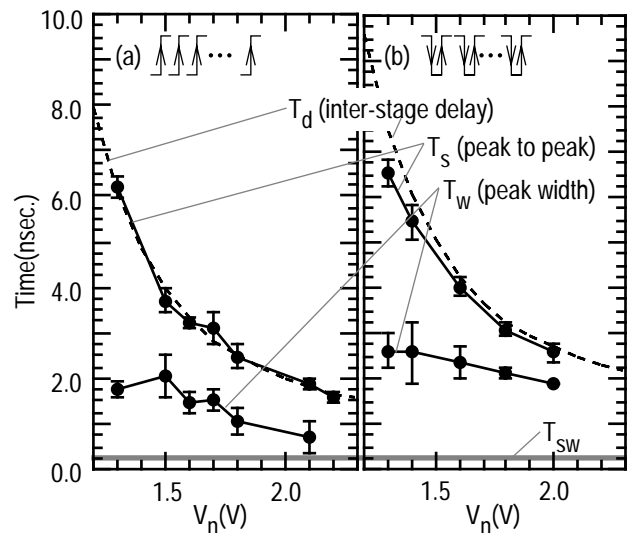 10.0
(a)
(b)
8.0
T_d (inter-stage delay)
T_s (peak to peak)
T_w (peak width)
6.0
Time(nsec.)
4.0
2.0
T_sw
0.0
1.5 2.0 1.5 2.0
V_n(V) V_n(V)